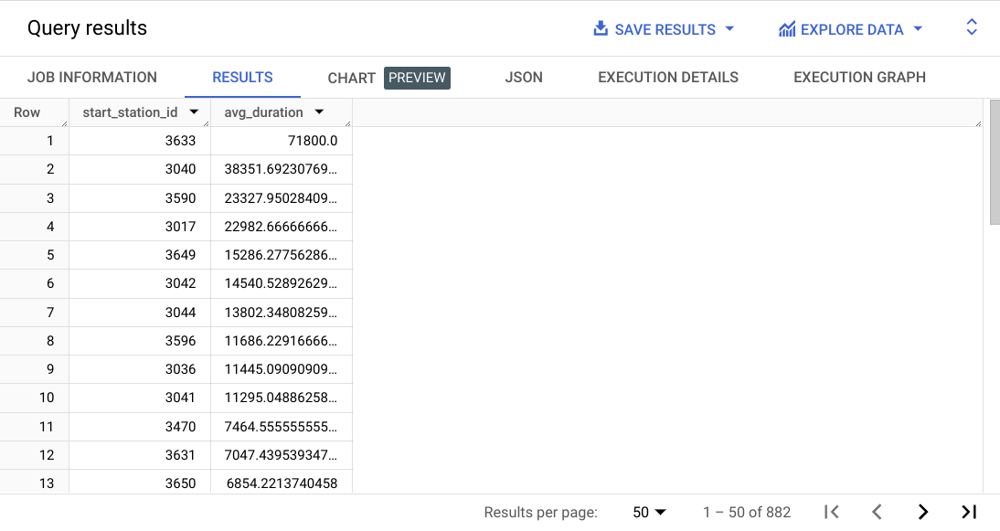 Query results SAVE RESULTS EXPLORE DATA
JOB INFORMATION RESULTS CHART PREVIEW JSON EXECUTION DETAILS EXECUTION GRAPH
Row start_station_id avg_duration
1 3633 71800.0
2 3040 38351.69230769…
3 3590 23327.95028409…
4 3017 22982.66666666…
5 3649 15286.27756286…
6 3042 14540.52892629…
7 3044 13802.34808259…
8 3596 11686.22916666…
9 3036 11445.09090909…
10 3041 11295.04886258…
11 3470 7464.555555555…
12 3631 7047.439539347…
13 3650 6854.2213740458
Results per page: 50 1 – 50 of 882